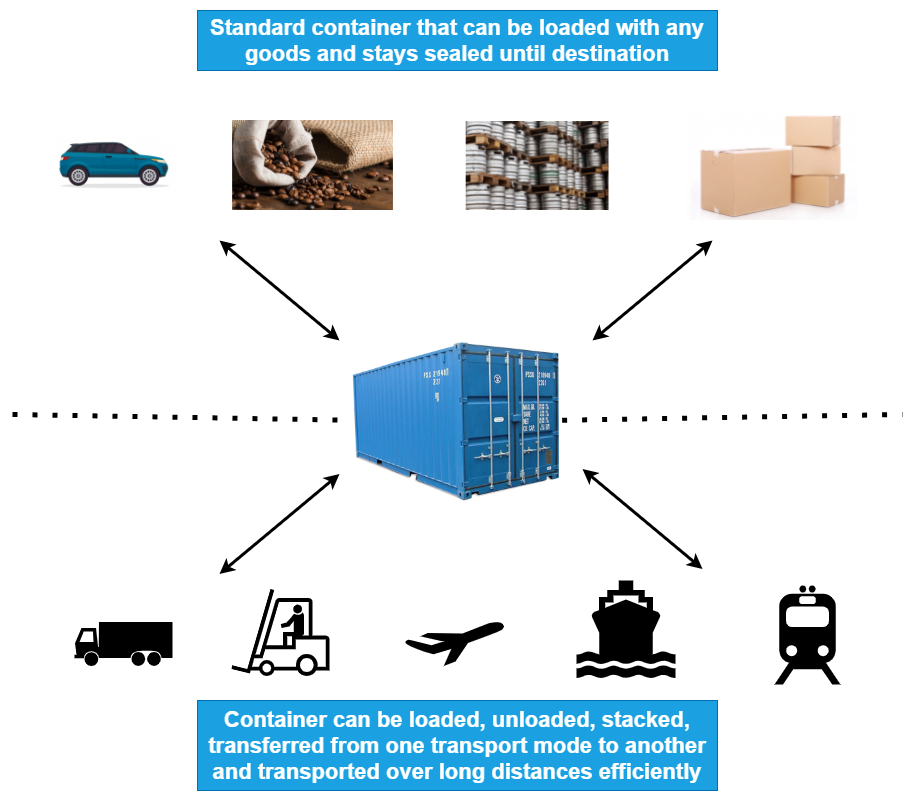 Standard container that can be loaded with any
goods and stays sealed until destination
Container can be loaded, unloaded, stacked,
transferred from one transport mode to another
and transported over long distances efficiently